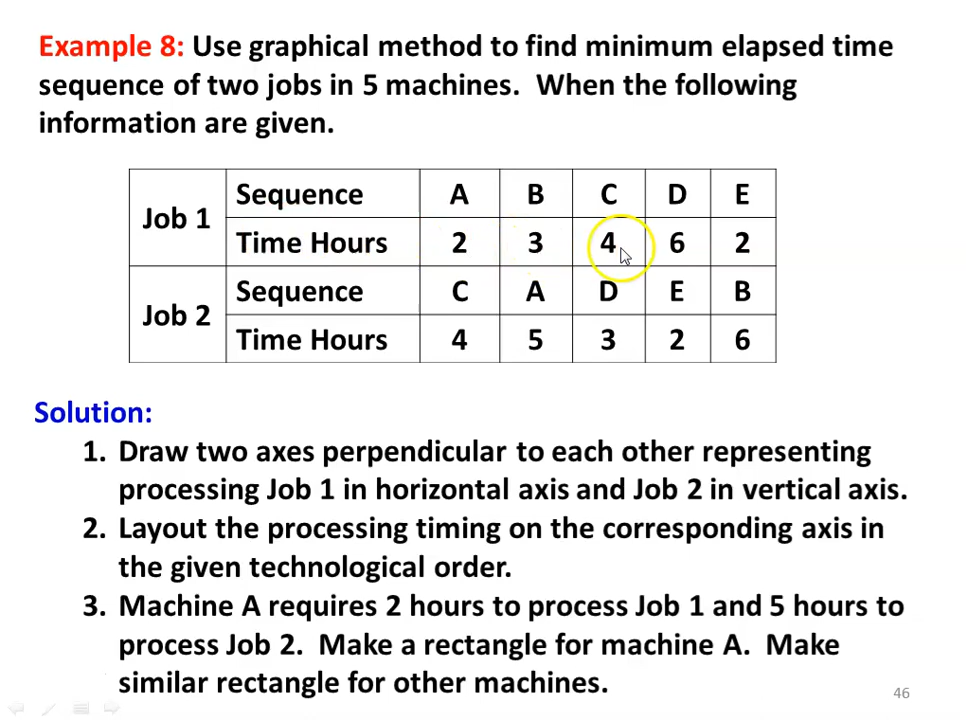 Example 8: Use graphical method to find minimum elapsed time
sequence of two jobs in 5 machines. When the following
information are given.
Job 1 Sequence A B C D E
Time Hours 2 3 4 6 2
Job 2 Sequence C A D E B
Time Hours 4 5 3 2 6
Solution:
1. Draw two axes perpendicular to each other representing
processing Job 1 in horizontal axis and Job 2 in vertical axis.
2. Layout the processing timing on the corresponding axis in
the given technological order.
3. Machine A requires 2 hours to process Job 1 and 5 hours to
process Job 2. Make a rectangle for machine A. Make
similar rectangle for other machines.
46